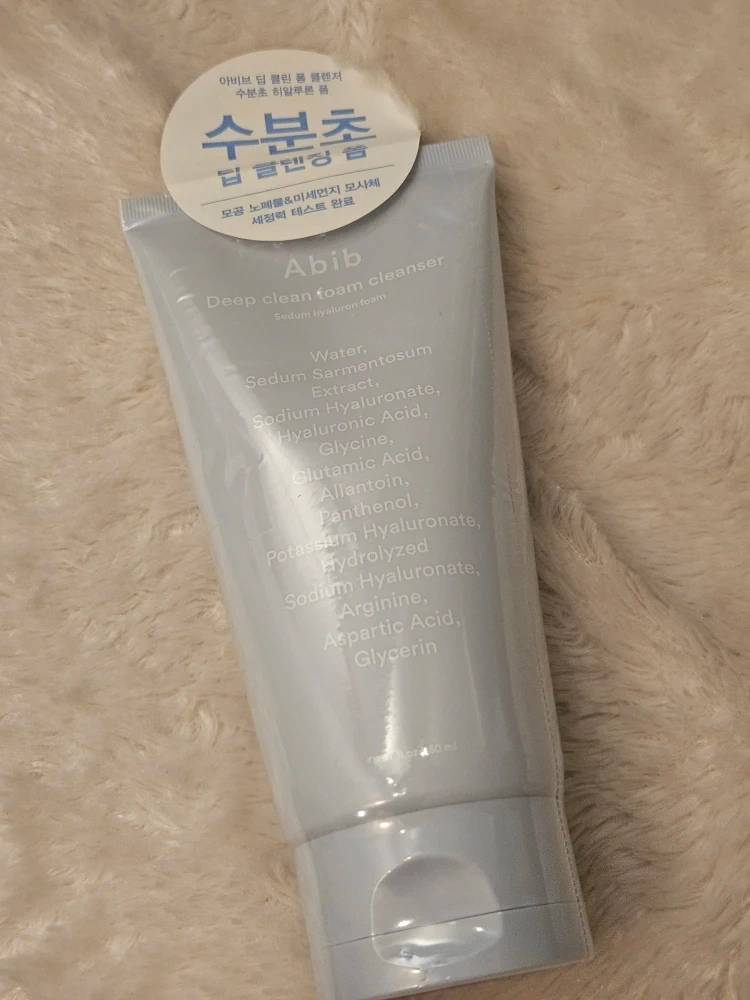 아비브 딥 클린 폼 클렌저
수분초 히알루론 폼
수분초
딥 클렌징 폼
모공 노폐물&미세먼지 모사체
세정력 테스트 완료
Abib
Deep clean foam cleanser
Sedum hyaluron foam
Water,
Sedum Sarmentosum
Extract,
Sodium Hyaluronate,
Hyaluronic Acid,
Glycine,
Glutamic Acid,
Allantoin,
Panthenol,
Potassium Hyaluronate,
Hydrolyzed
Sodium Hyaluronate,
Arginine,
Aspartic Acid,
Glycerin